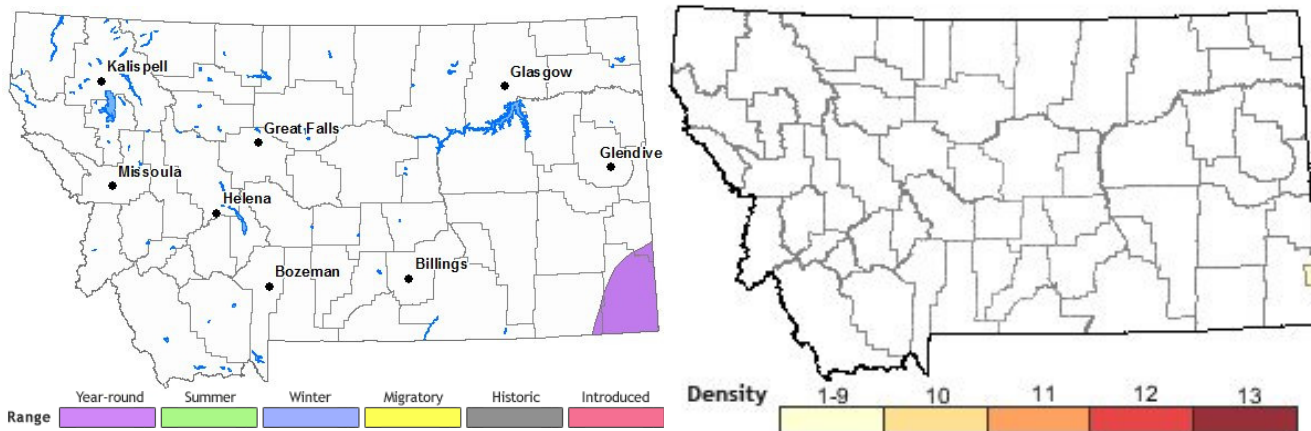 Kalispell
Glasgow
Great Falls
Glendive
Missoula
Helena
Bozeman
Billings
Range
Year-round Summer Winter Migratory Historic Introduced
Density
1-9 10 11 12 13